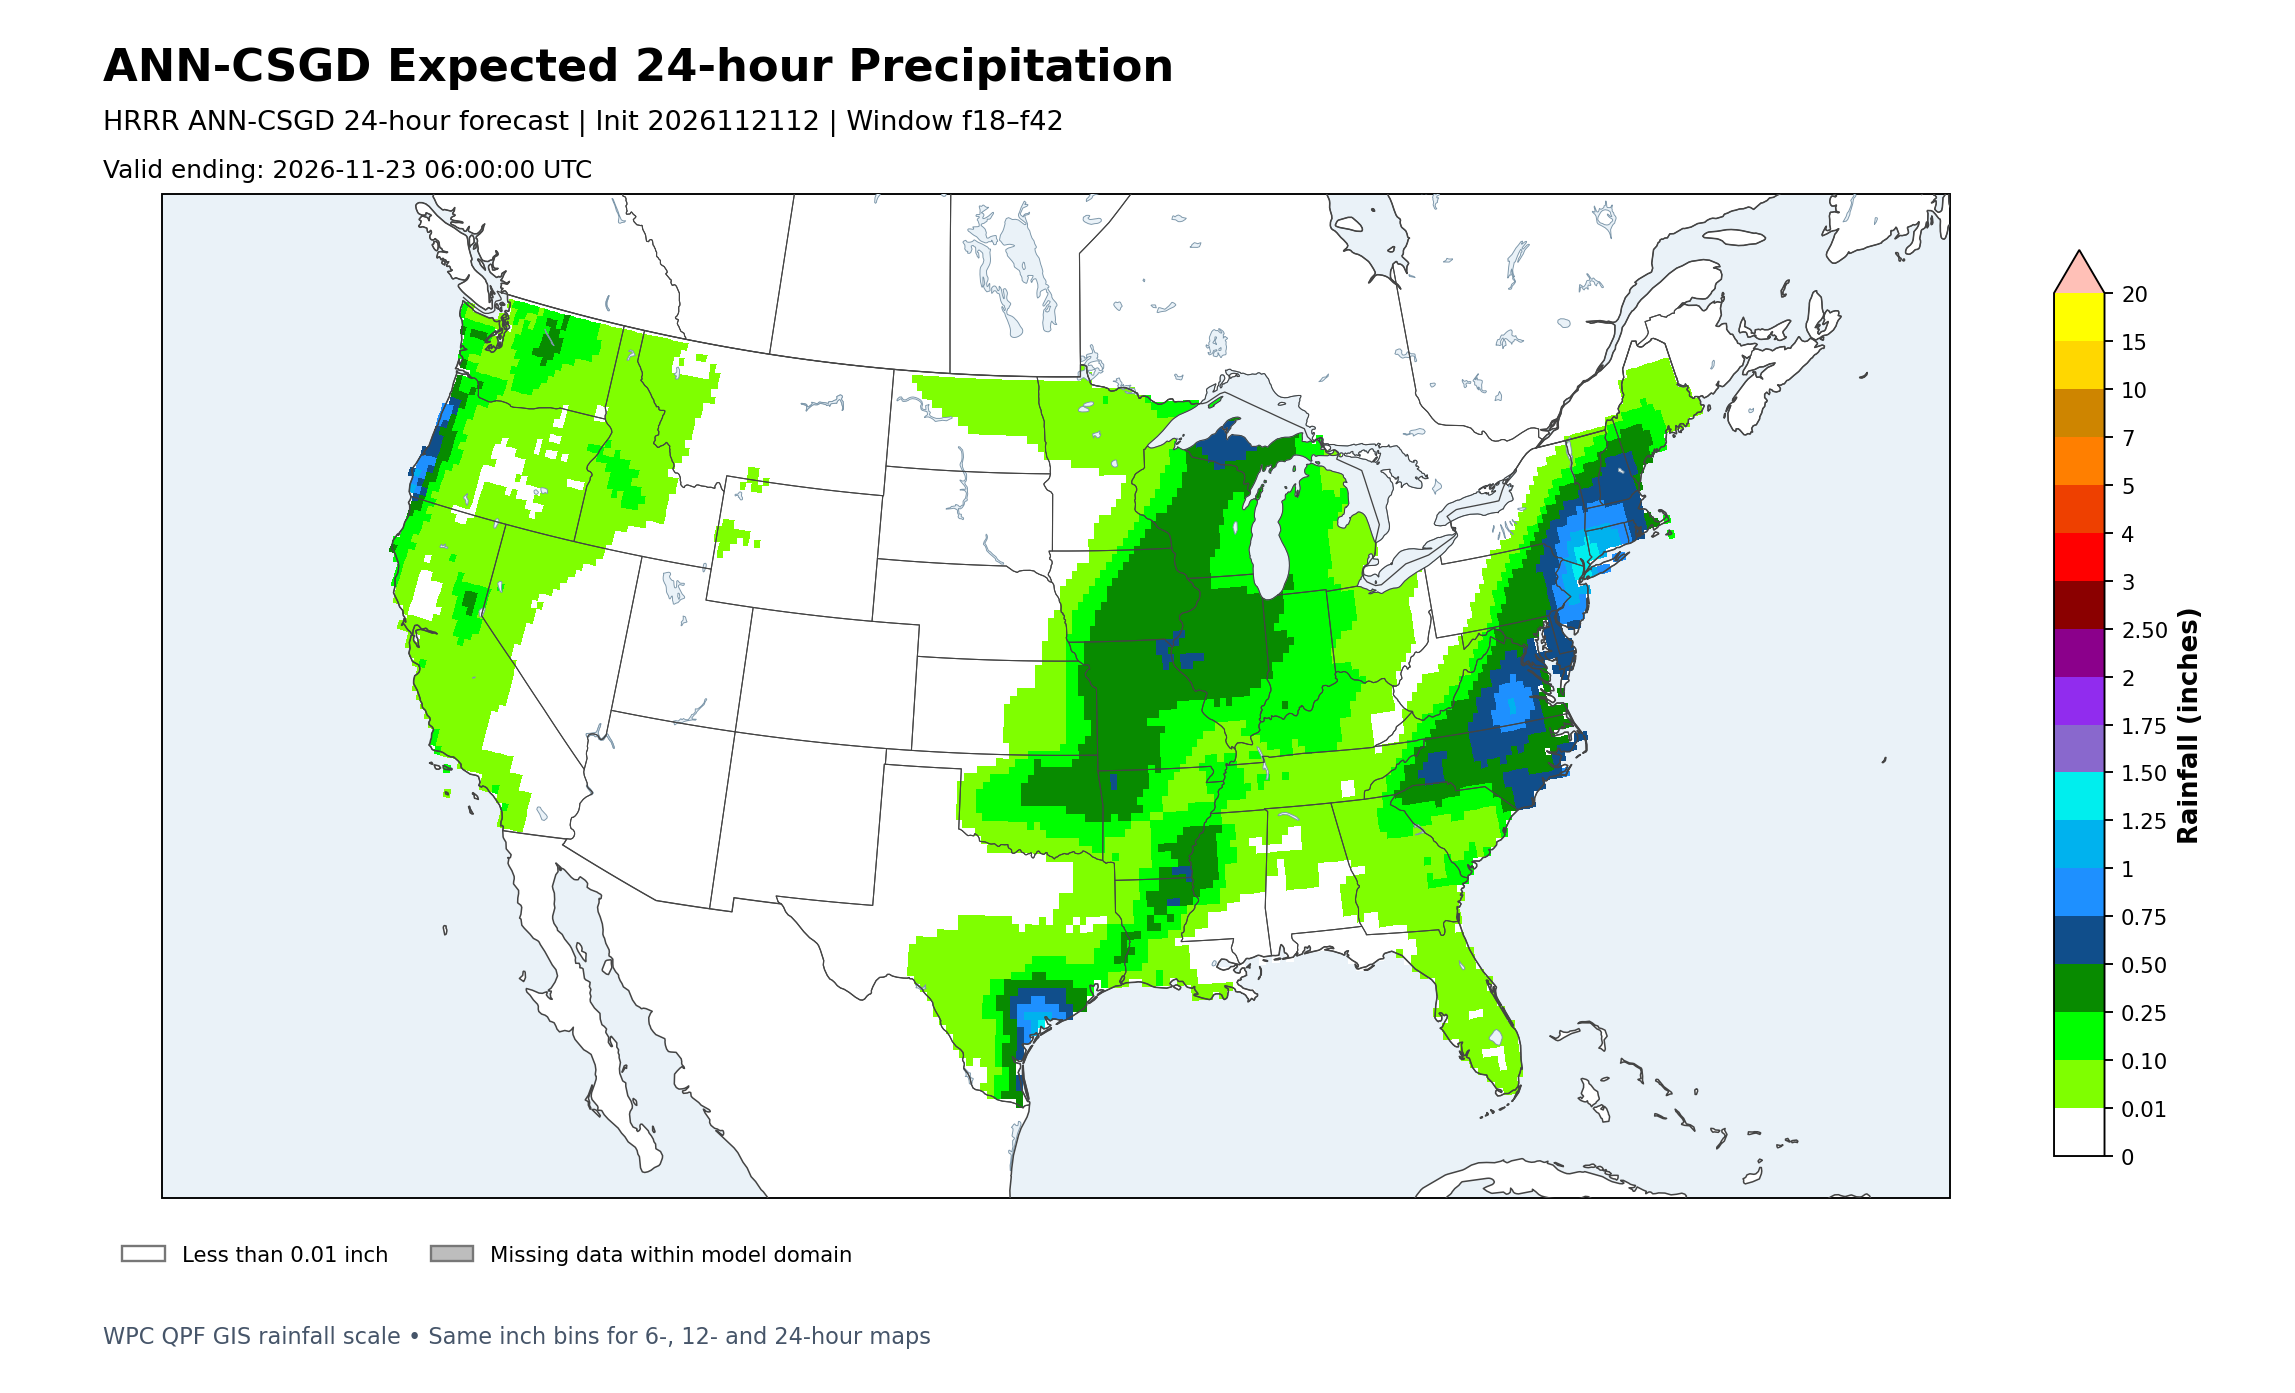 ANN-CSGD Expected 24-hour Precipitation
HRRR ANN-CSGD 24-hour forecast | Init 2026112112 | Window f18–f42
Valid ending: 2026-11-23 06:00:00 UTC
20
15
10
7
5
4
3
2.50
2
1.75
1.50
1.25
1
0.75
0.50
0.25
0.10
0.01
0
Rainfall (inches)
Less than 0.01 inch
Missing data within model domain
WPC QPF GIS rainfall scale • Same inch bins for 6-, 12- and 24-hour maps